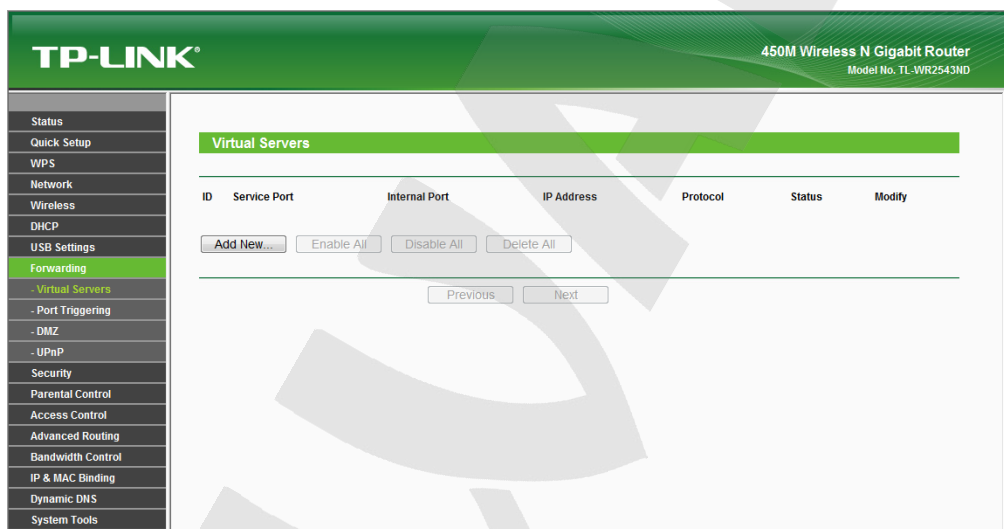 TP-LINK®
450M Wireless N Gigabit Router
Model No. TL-WR2543ND
Status
Quick Setup
WPS
Network
Wireless
DHCP
USB Settings
Forwarding
- Virtual Servers
- Port Triggering
- DMZ
- UPnP
Security
Parental Control
Access Control
Advanced Routing
Bandwidth Control
IP & MAC Binding
Dynamic DNS
System Tools
Virtual Servers
ID Service Port Internal Port IP Address Protocol Status Modify
Add New... Enable All Disable All Delete All
Previous Next